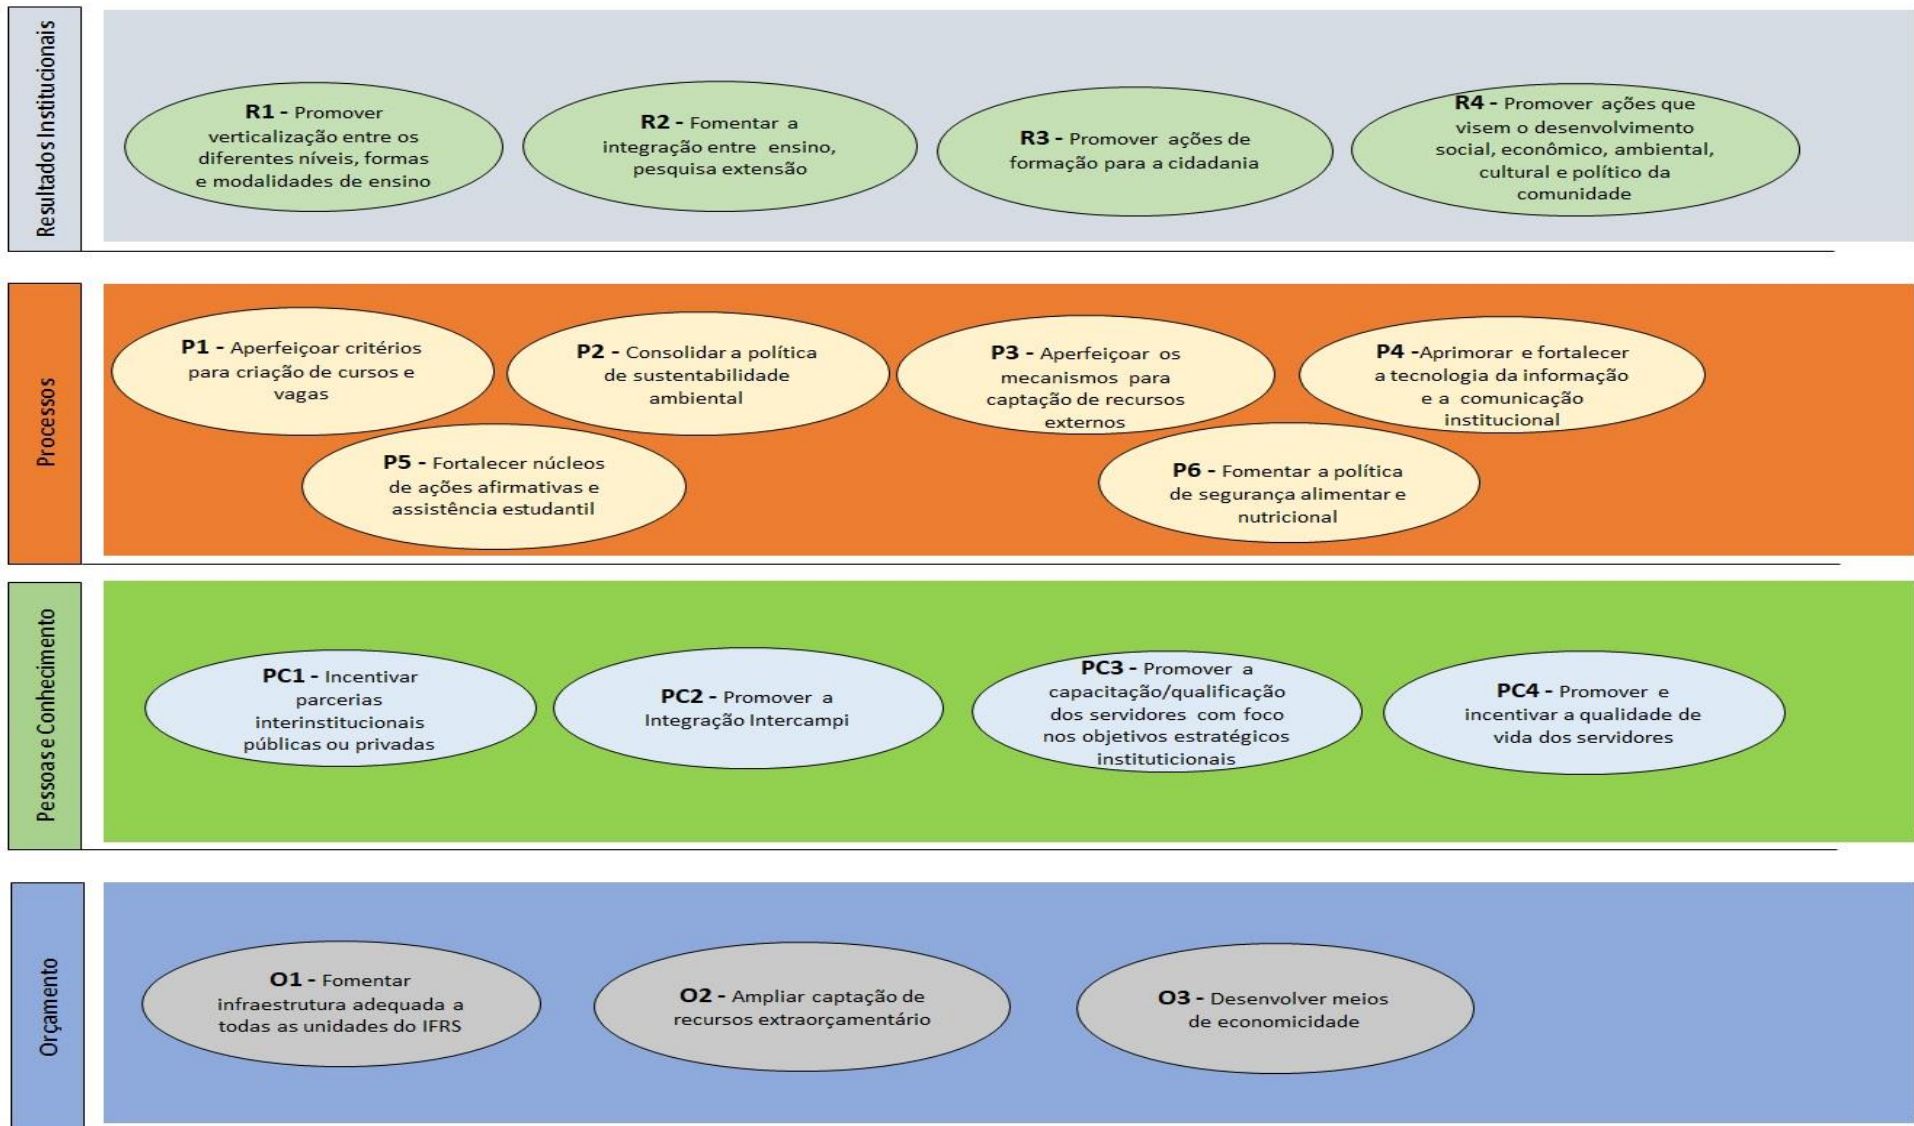 Resultados Institucionais
R1 - Promover
verticalização entre os
diferentes níveis, formas
e modalidades de ensino
R2 - Fomentar a
integração entre ensino,
pesquisa extensão
R3 - Promover ações de
formação para a cidadania
R4 - Promover ações que
visem o desenvolvimento
social, econômico, ambiental,
cultural e político da
comunidade
Processos
P1 - Aperfeiçoar critérios
para criação de cursos e
vagas
P2 - Consolidar a política
de sustentabilidade
ambiental
P3 - Aperfeiçoar os
mecanismos para
captação de recursos
externos
P4 -Aprimorar e fortalecer
a tecnologia da informação
e a comunicação
institucional
P5 - Fortalecer núcleos
de ações afirmativas e
assistência estudantil
P6 - Fomentar a política
de segurança alimentar e
nutricional
Pessoas e Conhecimento
PC1 - Incentivar
parcerias
interinstitucionais
públicas ou privadas
PC2 - Promover a
Integração Intercampi
PC3 - Promover a
capacitação/qualificação
dos servidores com foco
nos objetivos estratégicos
instituticionais
PC4 - Promover e
incentivar a qualidade de
vida dos servidores
Orçamento
O1 - Fomentar
infraestrutura adequada a
todas as unidades do IFRS
O2 - Ampliar captação de
recursos extraorçamentário
O3 - Desenvolver meios
de economicidade